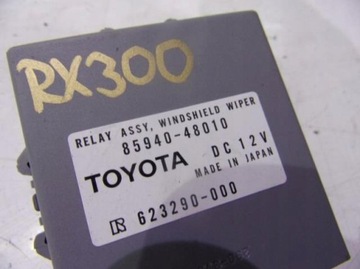 RX300
RELAY ASSY, WINDSHIELD WIPER
85940-48010
TOYOTA DC 12V
MADE IN JAPAN
R 623290-000